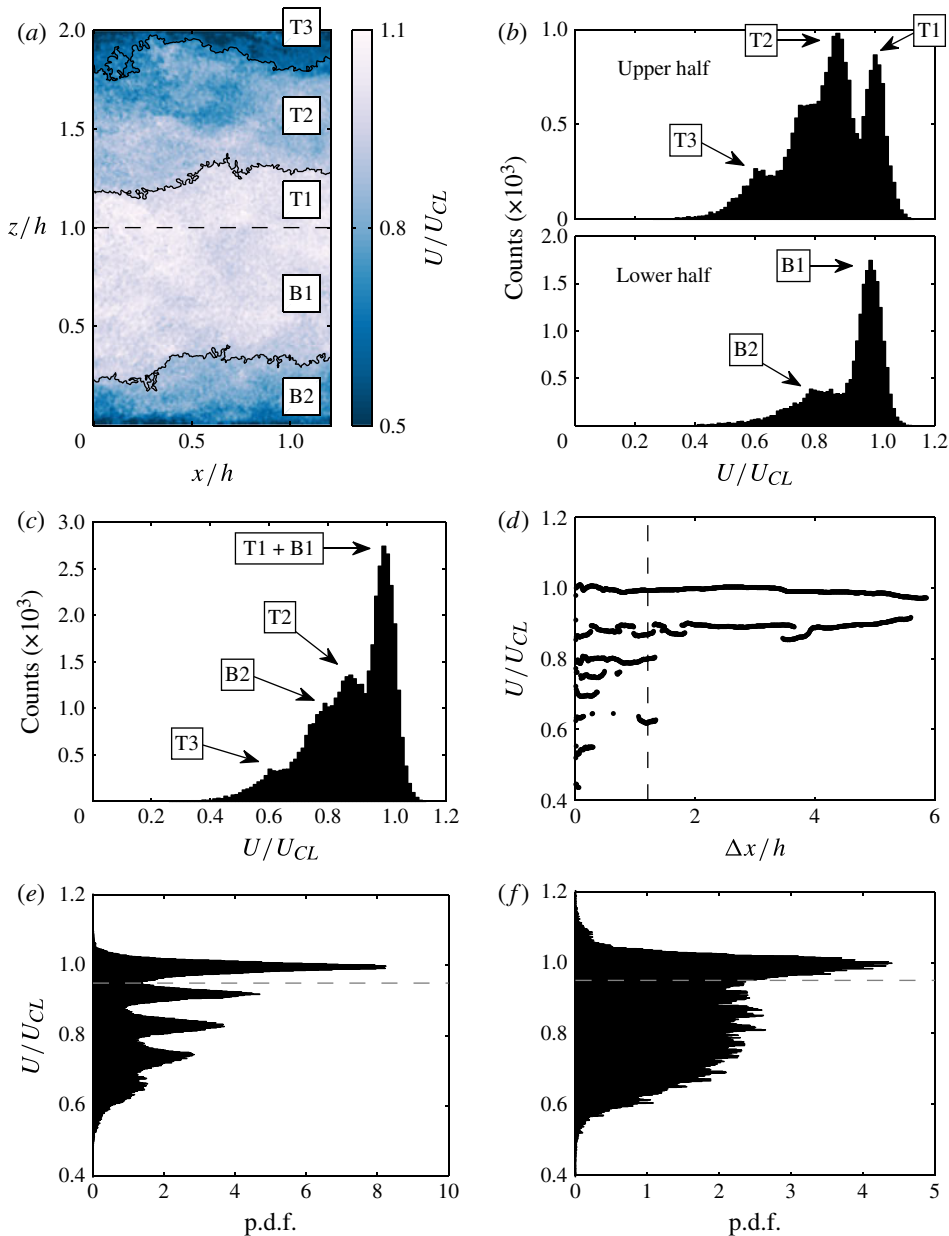 (a)
2.0
1.5
1.0
0.5
0
0.5
1.0
z/h
x/h
T3
T2
T1
B1
B2
1.1
0.8
0.5
U/U_CL
(b)
1.0
0.5
0
Upper half
T2
T1
T3
Counts (×10³)
2.0
1.5
1.0
0.5
0
0.2
0.4
0.6
0.8
1.0
1.2
Lower half
B1
B2
U/U_CL
(c)
3.0
2.5
2.0
1.5
1.0
0.5
0
0.2
0.4
0.6
0.8
1.0
1.2
Counts (×10³)
T1 + B1
T2
B2
T3
U/U_CL
(d)
1.2
1.0
0.8
0.6
0.4
0
2
4
6
U/U_CL
Δx/h
(e)
1.2
1.0
0.8
0.6
0.4
0
2
4
6
8
10
U/U_CL
p.d.f.
(f)
1.2
1.0
0.8
0.6
0.4
0
1
2
3
4
5
p.d.f.